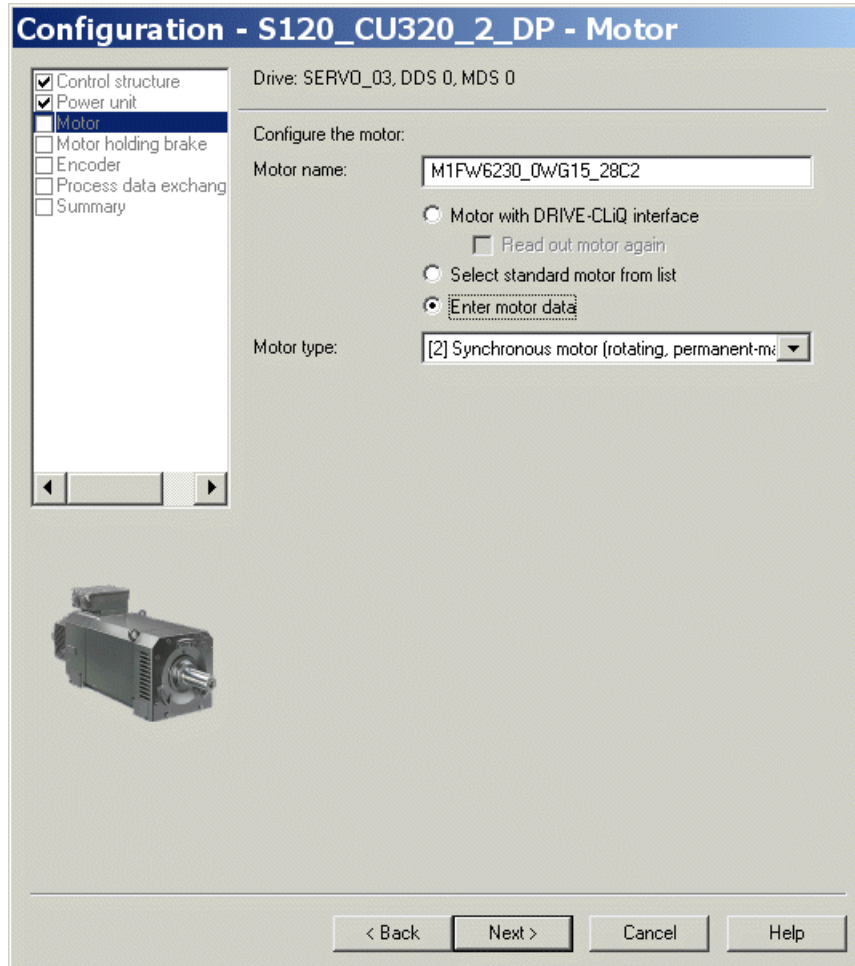 Configuration - S120_CU320_2_DP - Motor
Control structure
Power unit
Motor
Motor holding brake
Encoder
Process data exchang
Summary
Drive: SERVO_03, DDS 0, MDS 0
Configure the motor:
Motor name: M1FW6230_0WG15_28C2
Motor with DRIVE-CLiQ interface
Read out motor again
Select standard motor from list
Enter motor data
Motor type: [2] Synchronous motor (rotating, permanent-ma
< Back Next > Cancel Help